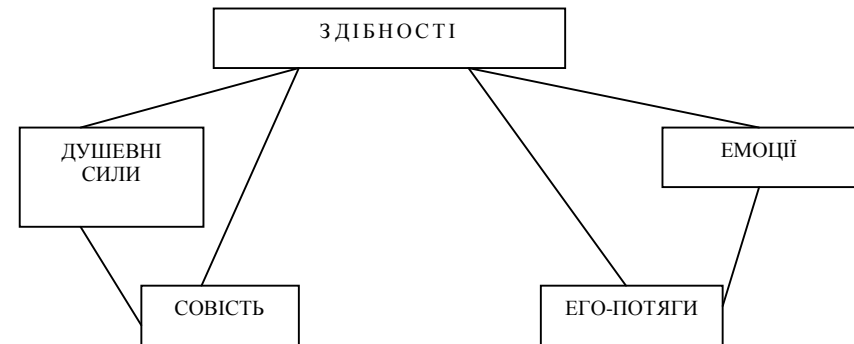 ЗДІБНОСТІ
ДУШЕВНІ
СИЛИ
ЕМОЦІЇ
СОВІСТЬ
ЕГО-ПОТЯГИ